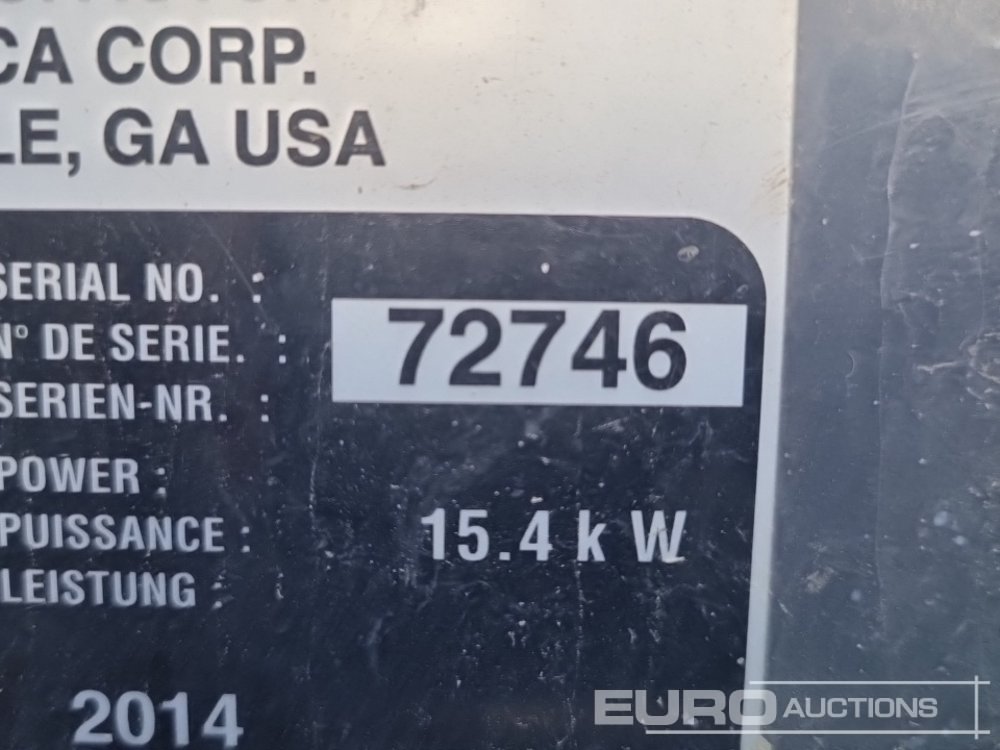 CA CORP.
LE, GA USA
SERIAL NO. :
N° DE SERIE. :
SERIEN-NR. :
72746
POWER :
PUISSANCE :
LEISTUNG :
15.4 k W
2014
EURO AUCTIONS